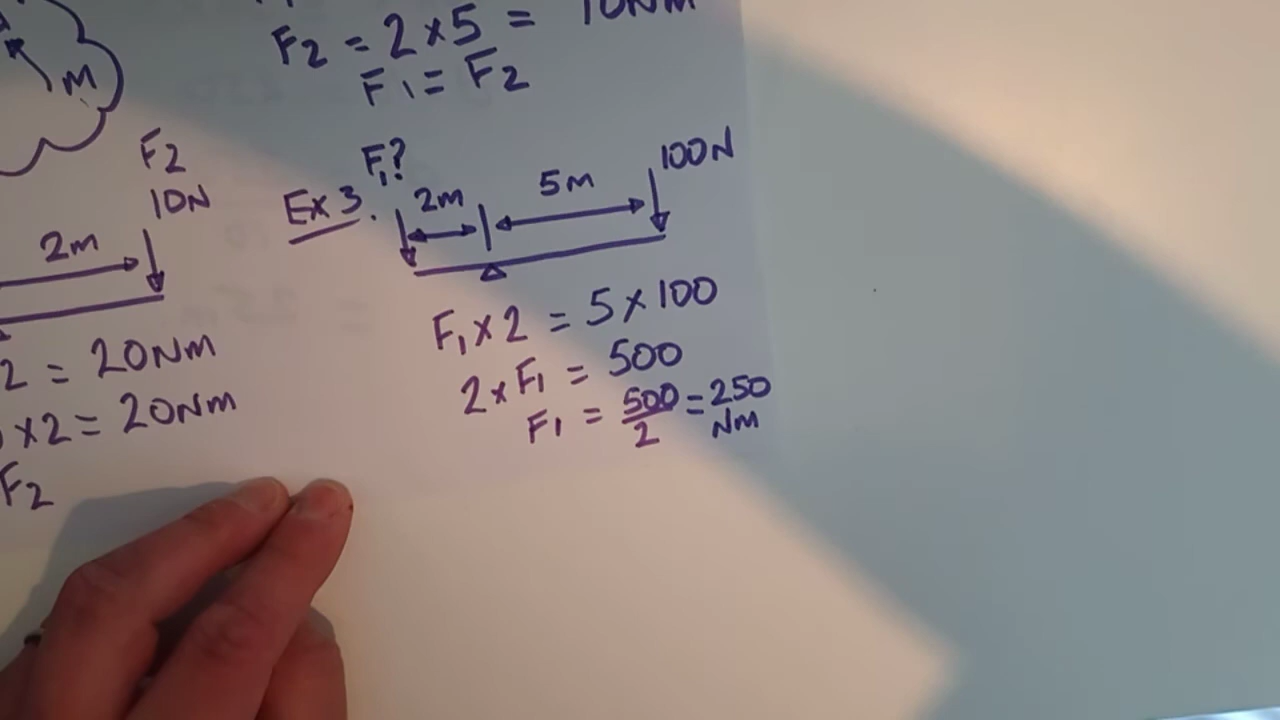 M
F2 = 2 x 5 = 10NM
F1 = F2
F2
10N
2m
2 = 20NM
x 2 = 20NM
F2
Ex 3.
F1?
2m
5m
100N
F1 x 2 = 5 x 100
2 x F1 = 500
F1 = 500/2 = 250
NM